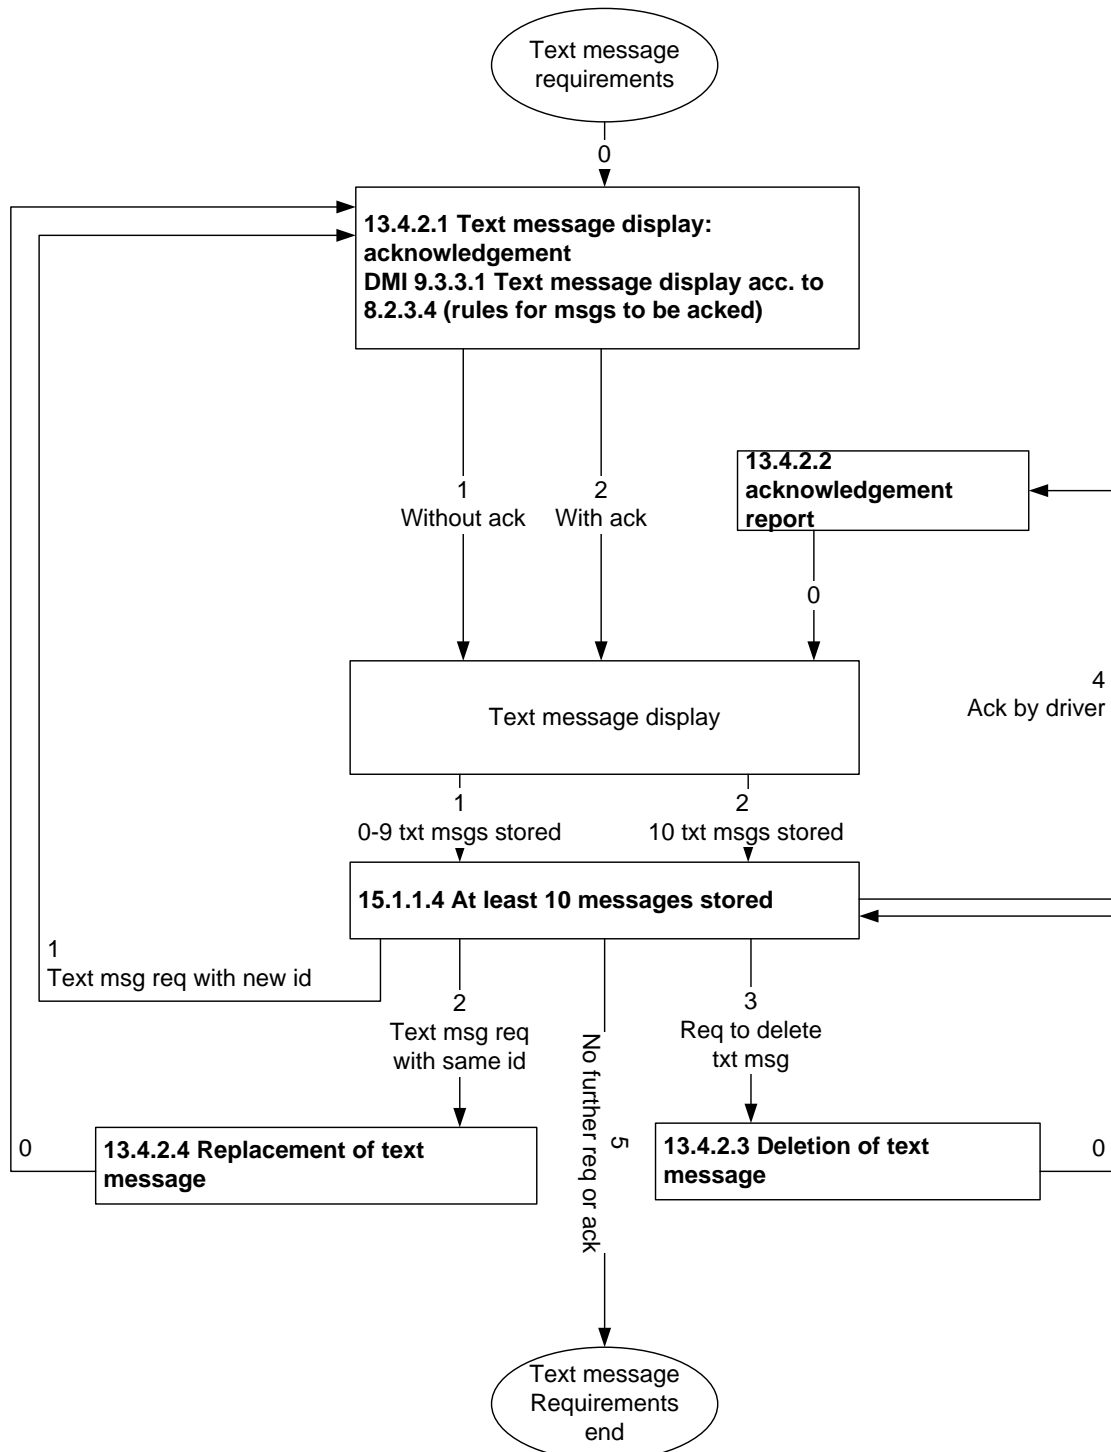 Text message
requirements
0
13.4.2.1 Text message display:
acknowledgement
DMI 9.3.3.1 Text message display acc. to
8.2.3.4 (rules for msgs to be acked)
1
Without ack
2
With ack
13.4.2.2
acknowledgement
report
0
4
Ack by driver
Text message display
1
0-9 txt msgs stored
2
10 txt msgs stored
15.1.1.4 At least 10 messages stored
1
Text msg req with new id
2
Text msg req
with same id
5
No further req or ack
3
Req to delete
txt msg
0
13.4.2.4 Replacement of text
message
13.4.2.3 Deletion of text
message
0
Text message
Requirements
end